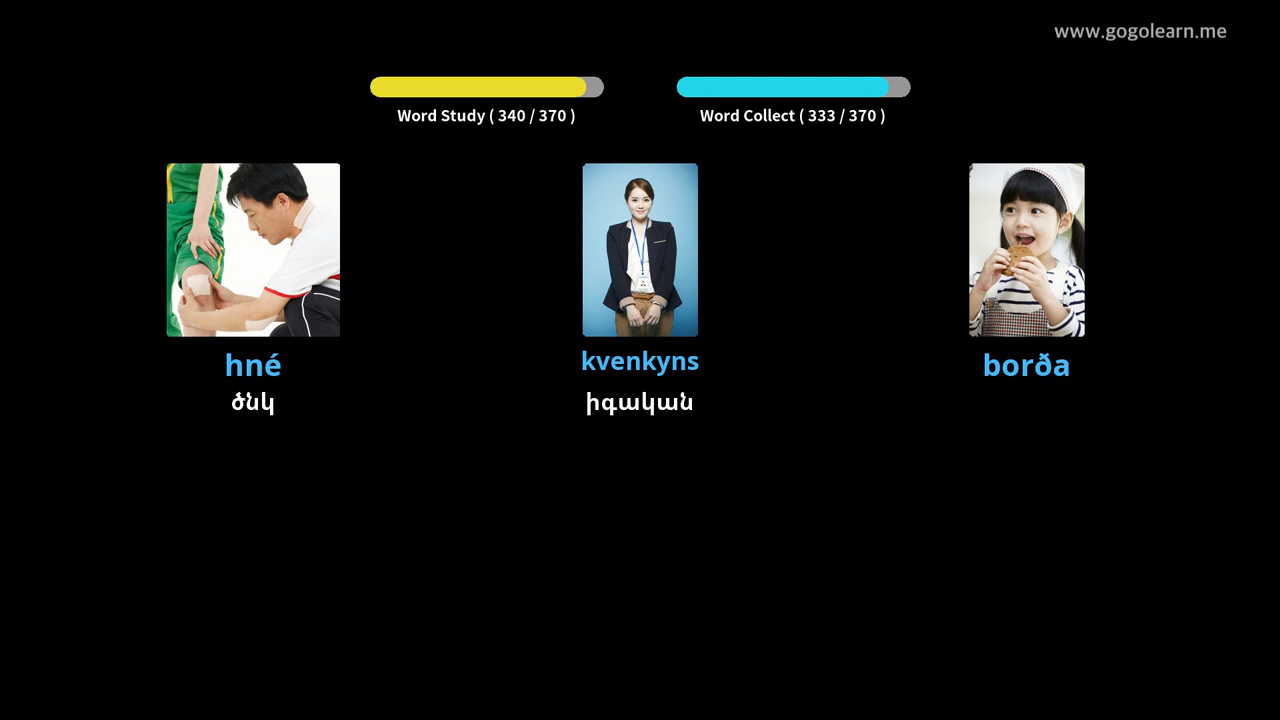 www.gogolearn.me
Word Study ( 340 / 370 )
Word Collect ( 333 / 370 )
hné
ծնկ
kvenkyns
իգական
borða